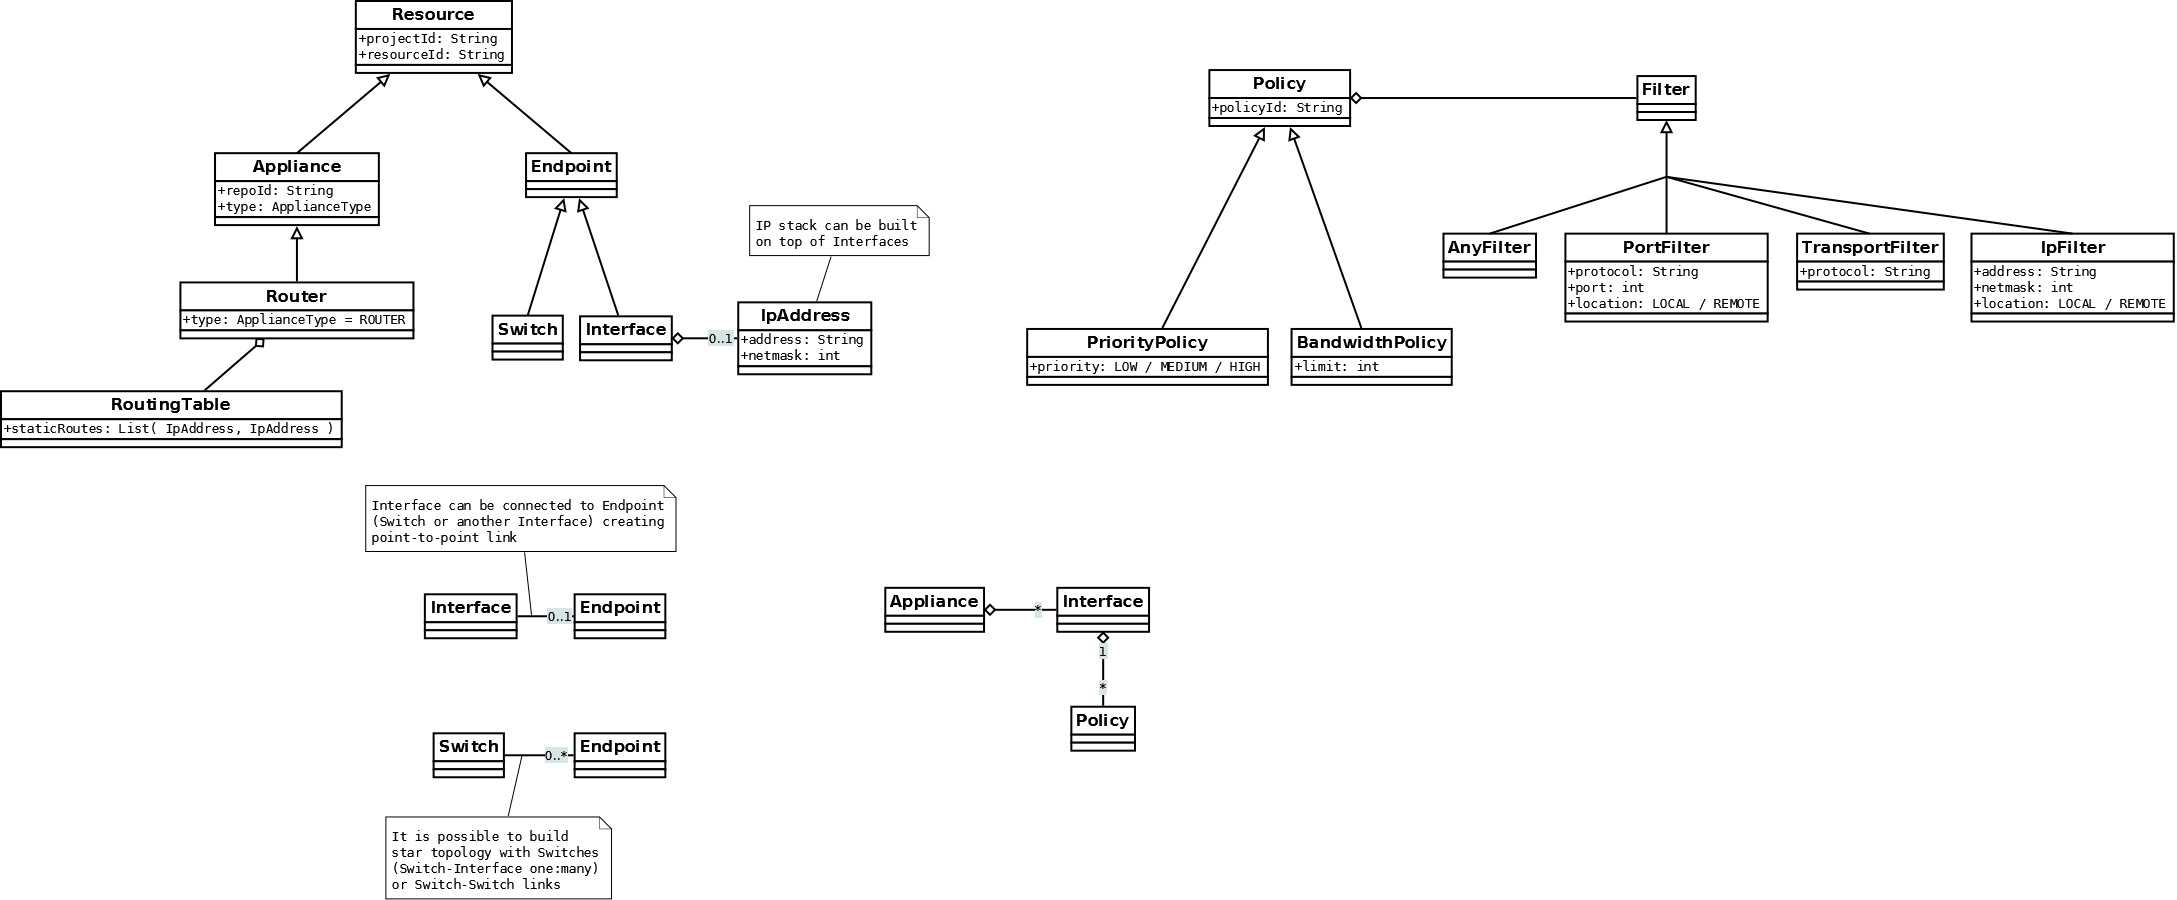 Resource
+projectId: String
+resourceId: String
Policy
+policyId: String
Filter
Appliance
+repoId: String
+type: ApplianceType
Endpoint
IP stack can be built
on top of Interfaces
AnyFilter
PortFilter
+protocol: String
+port: int
+location: LOCAL / REMOTE
TransportFilter
+protocol: String
IpFilter
+address: String
+netmask: int
+location: LOCAL / REMOTE
Router
+type: ApplianceType = ROUTER
Switch
Interface
0..1
IpAddress
+address: String
+netmask: int
PriorityPolicy
+priority: LOW / MEDIUM / HIGH
BandwidthPolicy
+limit: int
RoutingTable
+staticRoutes: List( IpAddress, IpAddress )
Interface can be connected to Endpoint
(Switch or another Interface) creating
point-to-point link
Interface
0..1
Endpoint
Appliance
*
Interface
1
*
Policy
Switch
0..*
Endpoint
It is possible to build
star topology with Switches
(Switch-Interface one:many)
or Switch-Switch links